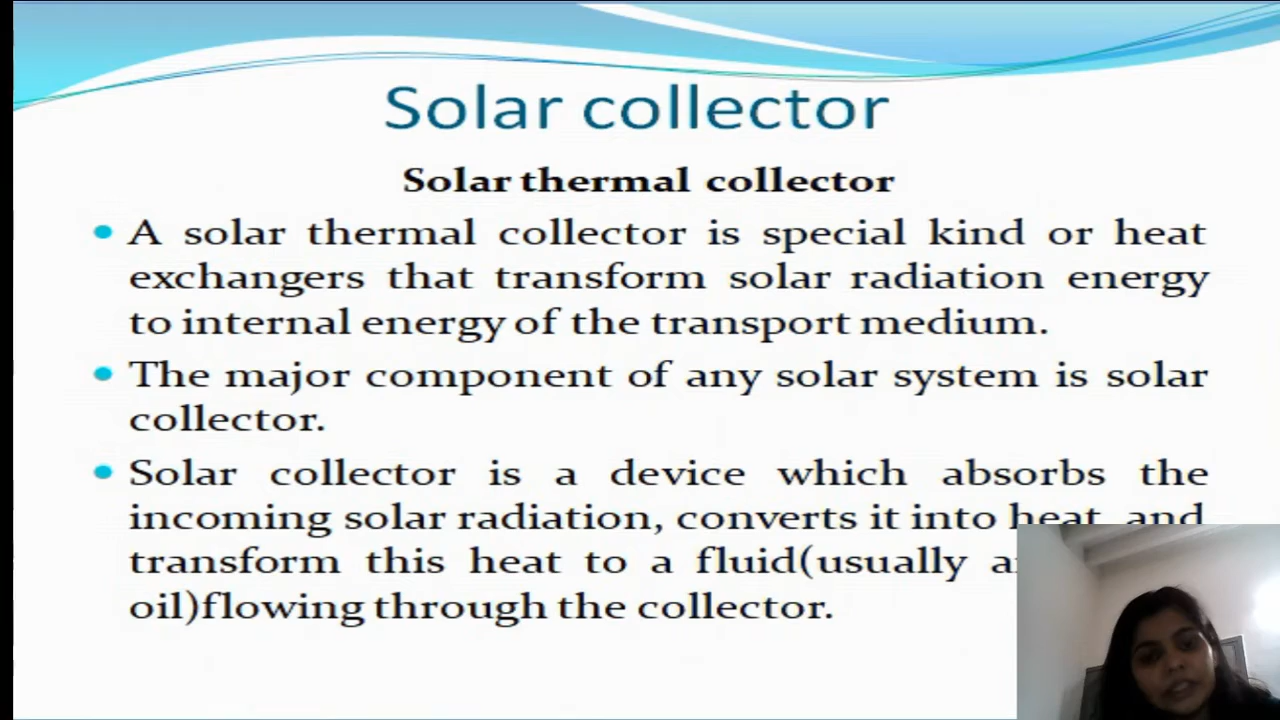 Solar collector
Solar thermal collector
A solar thermal collector is special kind or heat
exchangers that transform solar radiation energy
to internal energy of the transport medium.
The major component of any solar system is solar
collector.
Solar collector is a device which absorbs the
incoming solar radiation, converts it into heat and
transform this heat to a fluid(usually
oil)flowing through the collector.